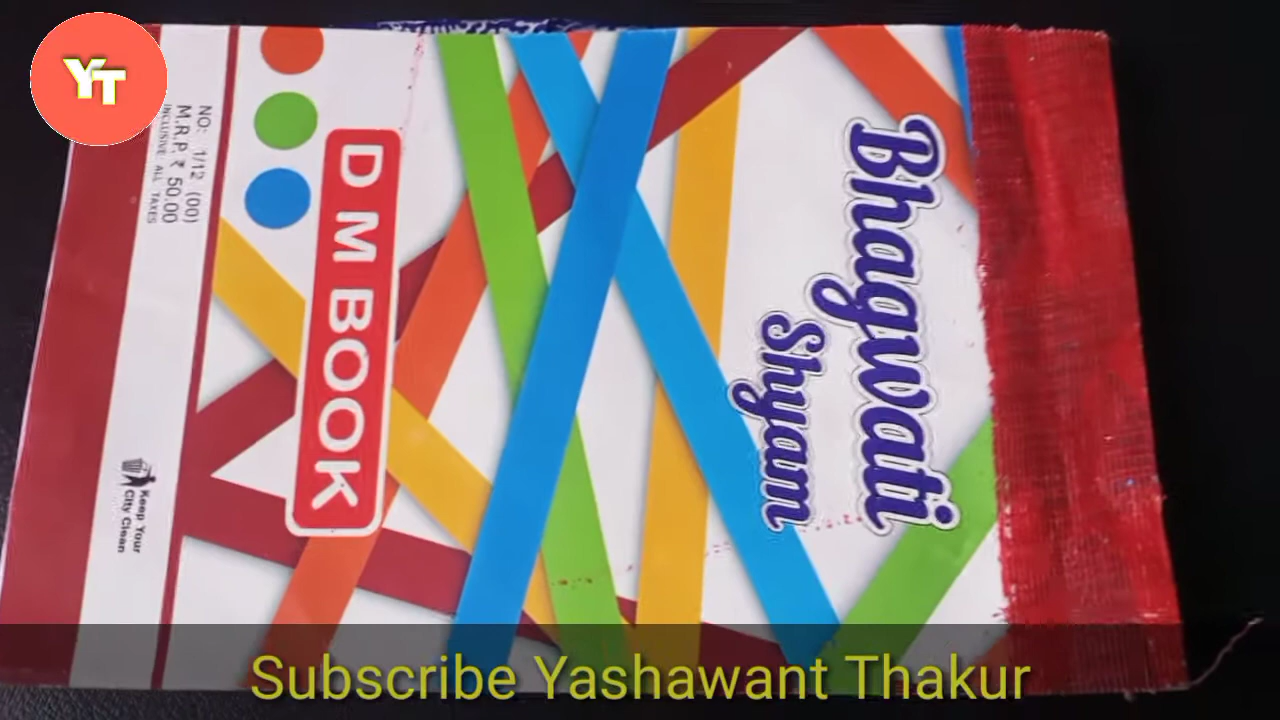 YT
Bhagwati
Shyam
D M BOOK
NO: 1/12 (00)
M.R.P. ₹ 50.00
INCLUSIVE: ALL TAXES
Keep Your
City Clean
Subscribe Yashawant Thakur